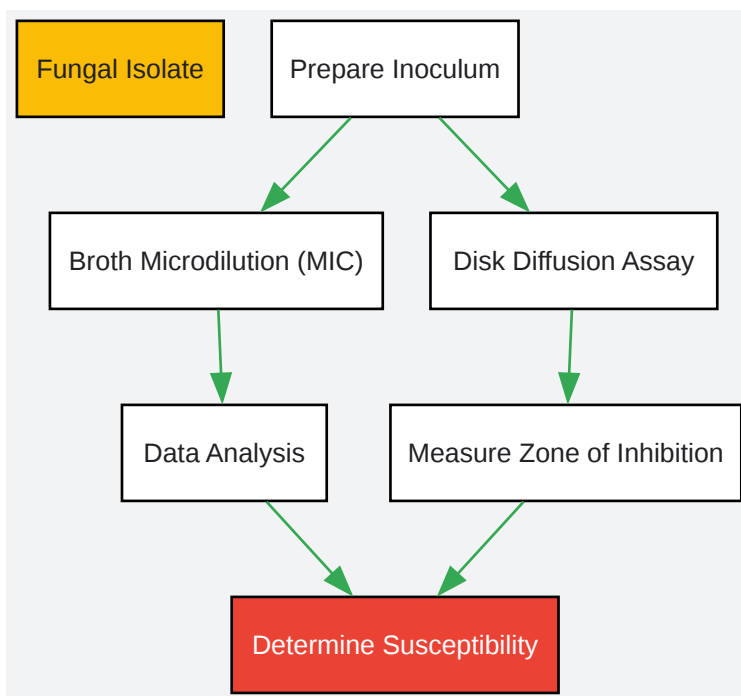 Fungal Isolate
Prepare Inoculum
Broth Microdilution (MIC)
Disk Diffusion Assay
Data Analysis
Measure Zone of Inhibition
Determine Susceptibility